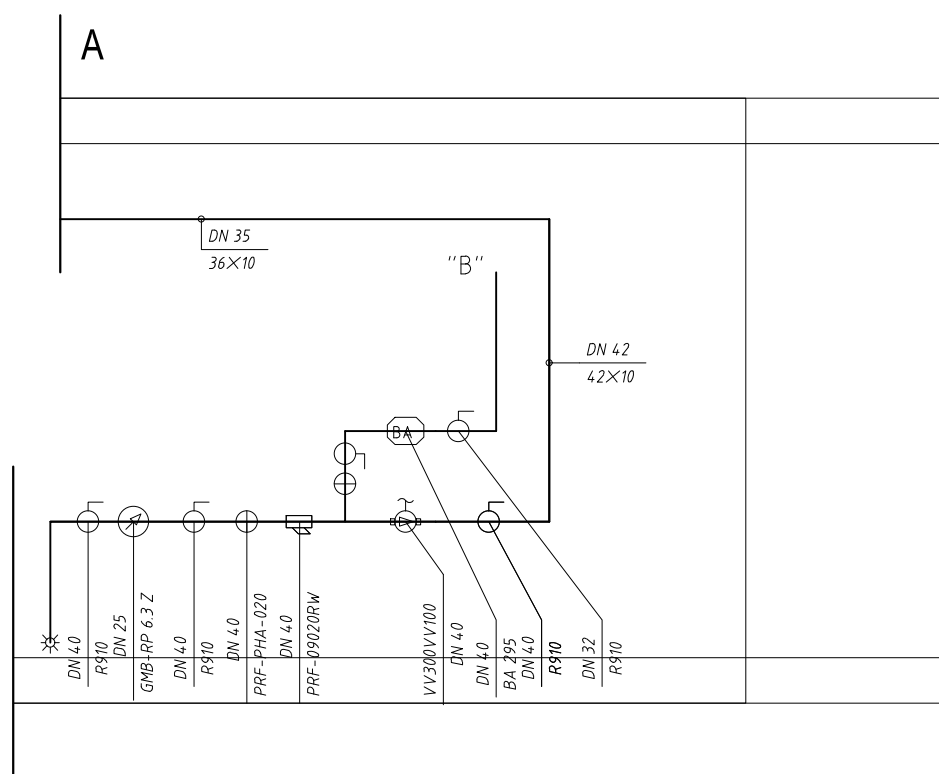 A
DN 35
36×10
"B"
DN 42
42×10
BA
DN 40
R910
DN 25
GMB-RP 6.3 Z
DN 40
R910
DN 40
PRF-PHA-020
DN 40
PRF-09020RW
VV300VV100
DN 40
DN 40
BA 295
DN 40
R910
DN 32
R910